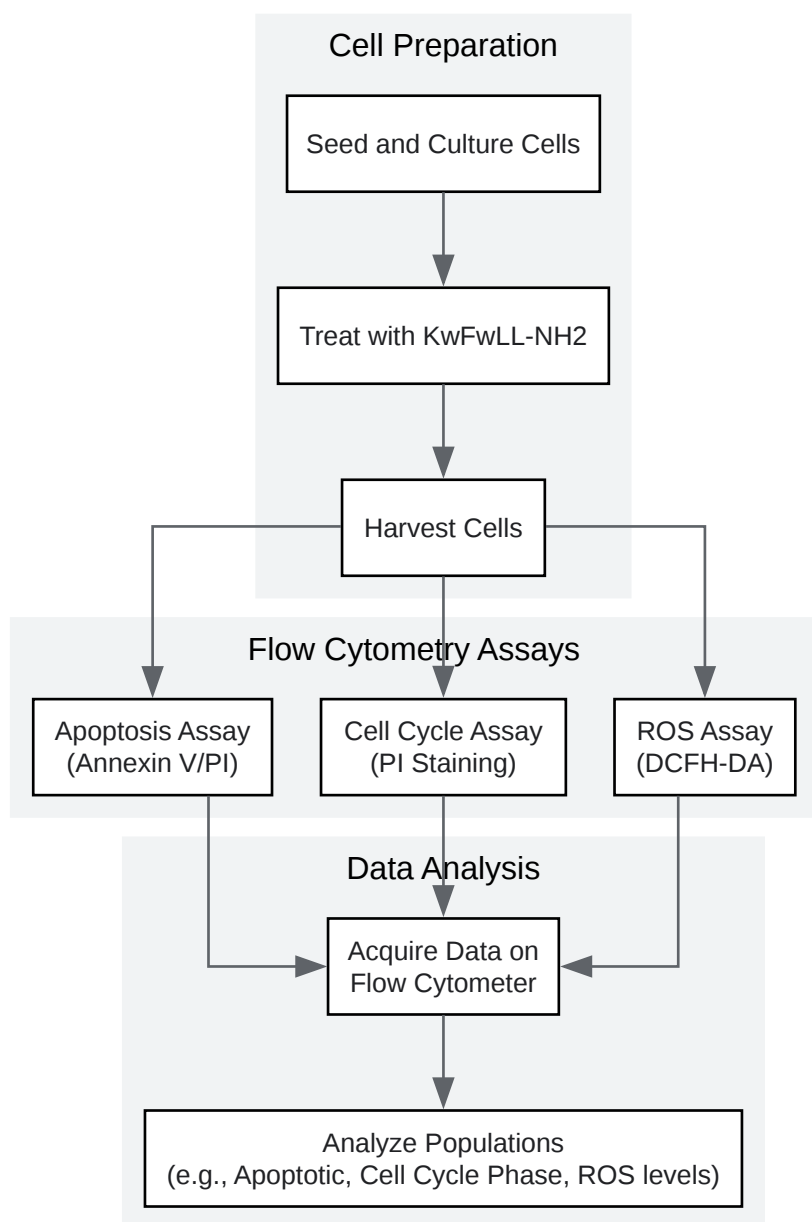 Cell Preparation
Seed and Culture Cells
Treat with KwFwLL-NH2
Harvest Cells
Flow Cytometry Assays
Apoptosis Assay
(Annexin V/PI)
Cell Cycle Assay
(PI Staining)
ROS Assay
(DCFH-DA)
Data Analysis
Acquire Data on
Flow Cytometer
Analyze Populations
(e.g., Apoptotic, Cell Cycle Phase, ROS levels)